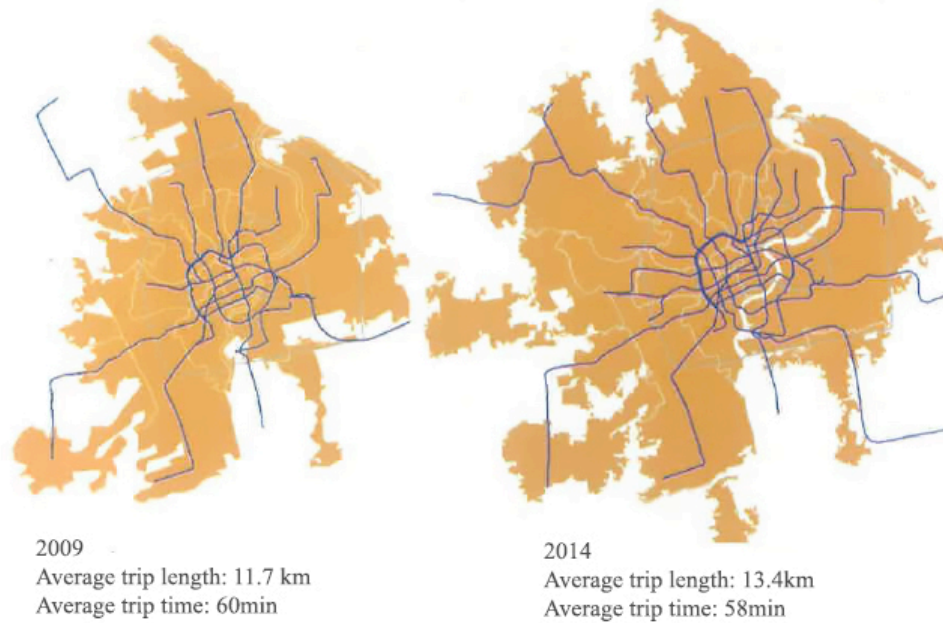 2009
Average trip length: 11.7 km
Average trip time: 60min
2014
Average trip length: 13.4km
Average trip time: 58min